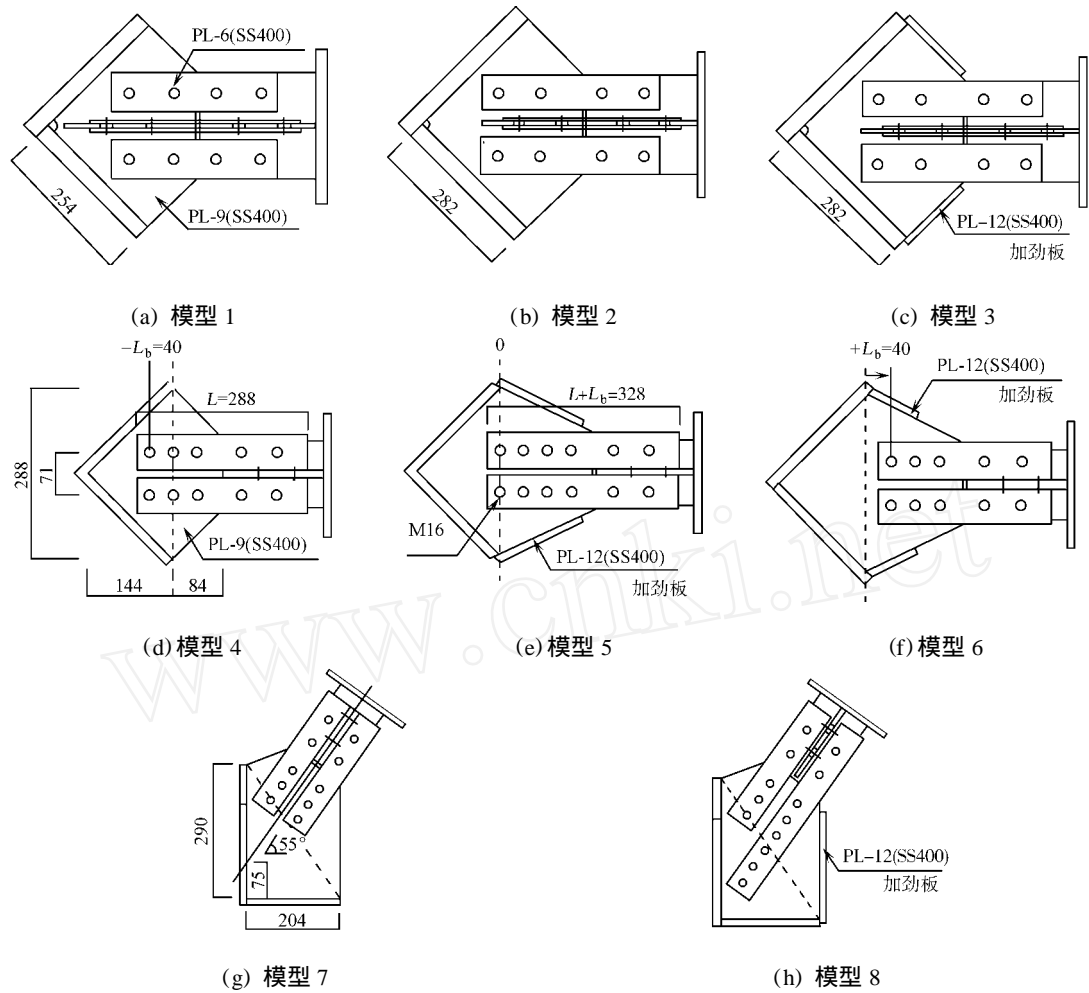 PL-6(SS400)
254
PL-9(SS400)
282
282
PL-12(SS400)
加劲板
(a) 模型 1
(b) 模型 2
(c) 模型 3
−Lb=40
L=288
288
71
PL-9(SS400)
144
84
0
L+Lb=328
M16
PL-12(SS400)
加劲板
+Lb=40
PL-12(SS400)
加劲板
(d) 模型 4
(e) 模型 5
(f) 模型 6
290
55°
75
204
PL-12(SS400)
加劲板
(g) 模型 7
(h) 模型 8
www.cnki.net